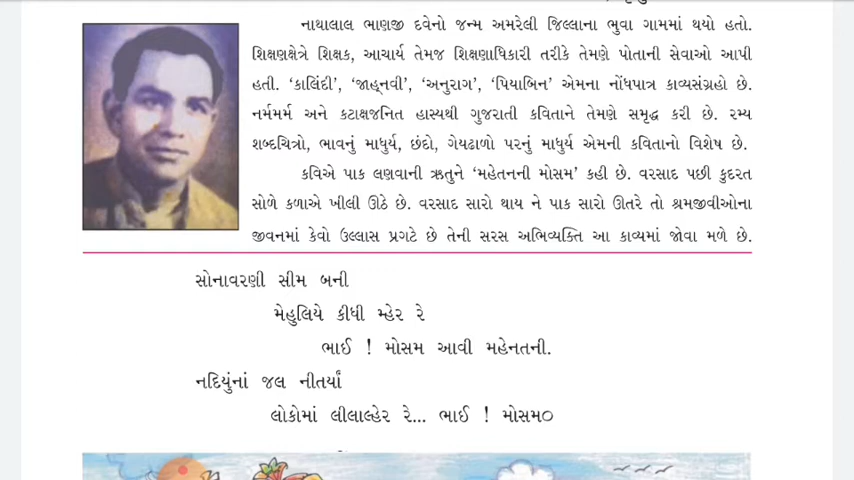 નાથાલાલ ભાણજી દવેનો જન્મ અમરેલી જિલ્લાના ભુવા ગામમાં થયો હતો.
શિક્ષણક્ષેત્રે શિક્ષક, આચાર્ય તેમજ શિક્ષણાધિકારી તરીકે તેમણે પોતાની સેવાઓ આપી
હતી. ‘કાલિંદી’, ‘જાહ્નવી’, ‘અનુરાગ’, ‘પિયાબિન’ એમના નોંધપાત્ર કાવ્યસંગ્રહો છે.
નર્મમર્મ અને કટાક્ષજનિત હાસ્યથી ગુજરાતી કવિતાને તેમણે સમૃદ્ધ કરી છે. રમ્ય
શબ્દચિત્રો, ભાવનું માધુર્ય, છંદો, ગેયઢાળો પરનું માધુર્ય એમની કવિતાનો વિશેષ છે.
કવિએ પાક લણવાની ઋતુને ‘મહેતનની મોસમ’ કહી છે. વરસાદ પછી કુદરત
સોળે કળાએ ખીલી ઊઠે છે. વરસાદ સારો થાય ને પાક સારો ઊતરે તો શ્રમજીવીઓના
જીવનમાં કેવો ઉલ્લાસ પ્રગટે છે તેની સરસ અભિવ્યક્તિ આ કાવ્યમાં જોવા મળે છે.
સોનાવરણી સીમ બની
મેહુલિયે કીધી મ્હેર રે
ભાઈ ! મોસમ આવી મહેનતની.
નદિયુંનાં જલ નીતર્યાં
લોકોમાં લીલાલ્હેર રે... ભાઈ ! મોસમ૦